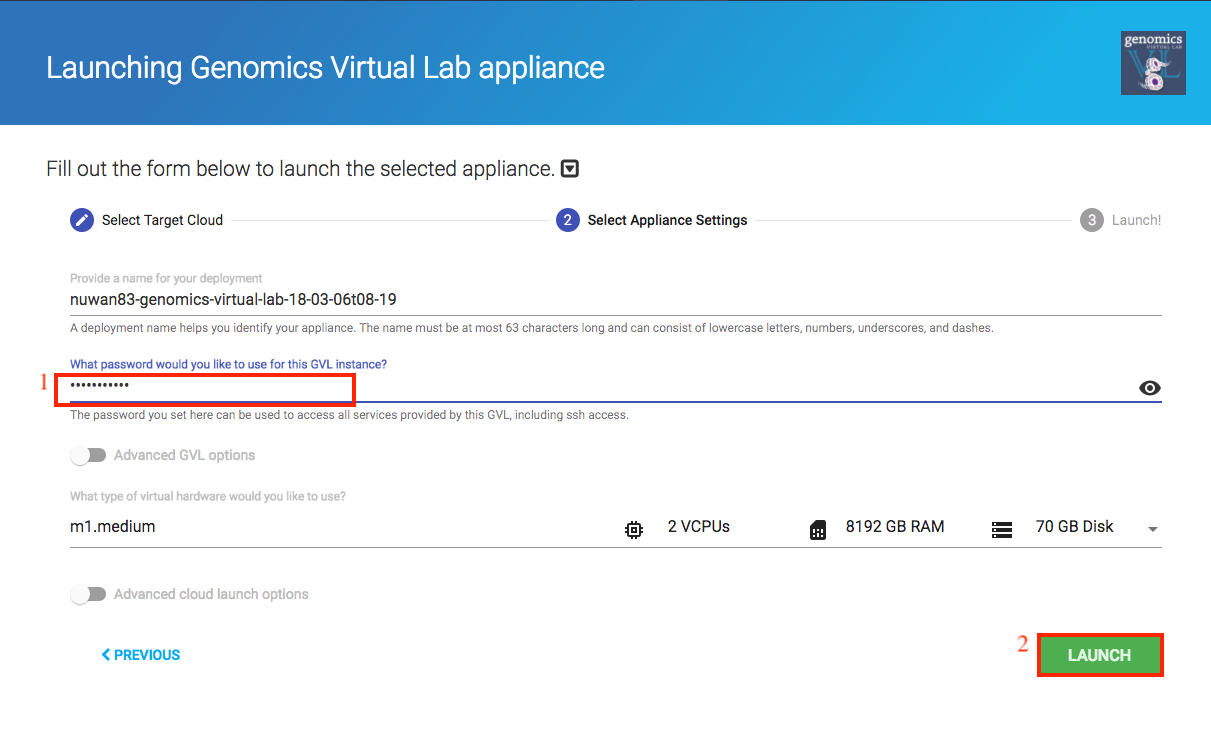 Launching Genomics Virtual Lab appliance
genomics
VIRTUAL LAB
Fill out the form below to launch the selected appliance.
Select Target Cloud
2 Select Appliance Settings
3 Launch!
Provide a name for your deployment
nuwan83-genomics-virtual-lab-18-03-06t08-19
A deployment name helps you identify your appliance. The name must be at most 63 characters long and can consist of lowercase letters, numbers, underscores, and dashes.
What password would you like to use for this GVL instance?
1 •••••••••••
The password you set here can be used to access all services provided by this GVL, including ssh access.
Advanced GVL options
What type of virtual hardware would you like to use?
m1.medium 2 VCPUs 8192 GB RAM 70 GB Disk
Advanced cloud launch options
PREVIOUS
2 LAUNCH